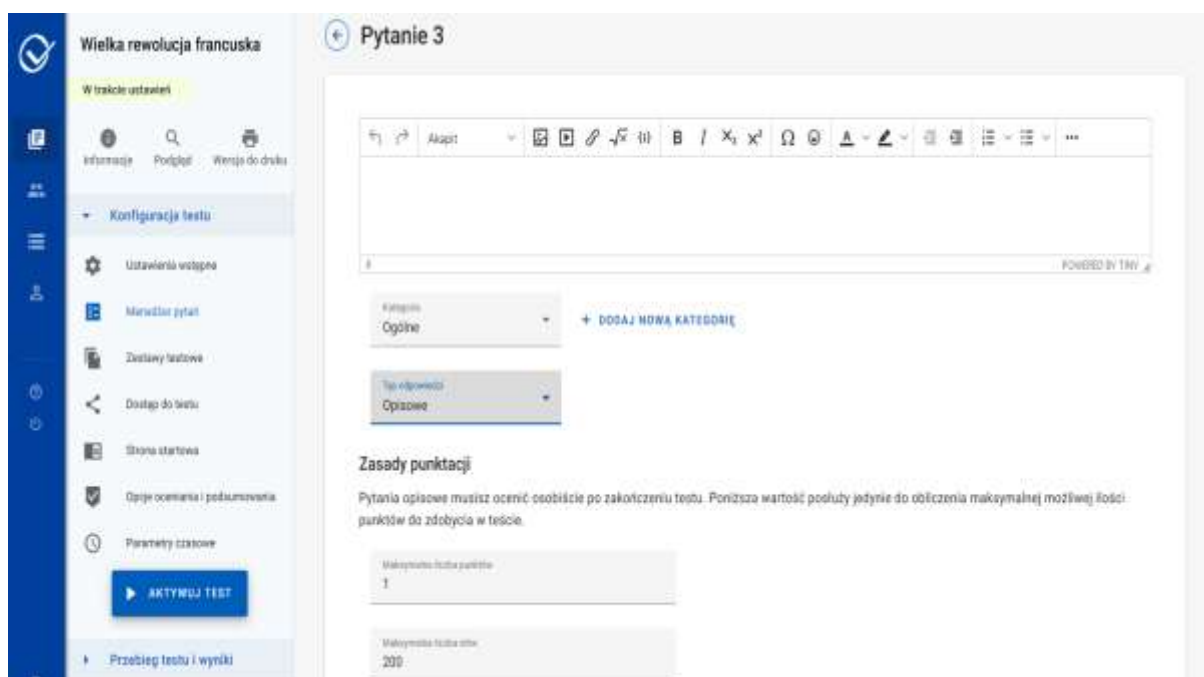 Wielka rewolucja francuska
W trakcie ustawień
Informacje Podgląd Wersja do druku
Konfiguracja testu
Ustawienia wstępne
Menedżer pytań
Zestawy testowe
Dostęp do testu
Strona startowa
Opcje oceniania i podsumowania
Parametry czasowe
AKTYWUJ TEST
Przebieg testu i wyniki
Pytanie 3
Akapit
POWERED BY TINY
Kategoria
Ogólne
+ DODAJ NOWĄ KATEGORIĘ
Typ odpowiedzi
Opisowe
Zasady punktacji
Pytania opisowe musisz ocenić osobiście po zakończeniu testu. Poniższa wartość posłuży jedynie do obliczenia maksymalnej możliwej ilości
punktów do zdobycia w teście.
Maksymalna liczba punktów
1
Maksymalna liczba słów
200